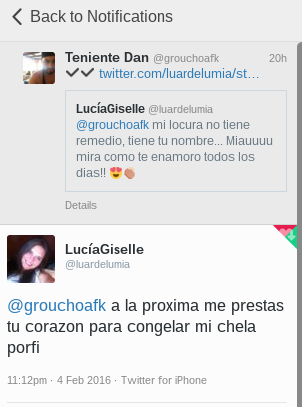 Back to Notifications
Teniente Dan @grouchoafk 20h
✔✔ twitter.com/luardelumia/st…
LucíaGiselle @luardelumia
@grouchoafk mi locura no tiene
remedio, tiene tu nombre... Miauuuu
mira como te enamoro todos los
dias!! 😍👏
Details
LucíaGiselle
@luardelumia
@grouchoafk a la proxima me prestas
tu corazon para congelar mi chela
porfi
11:12pm · 4 Feb 2016 · Twitter for iPhone